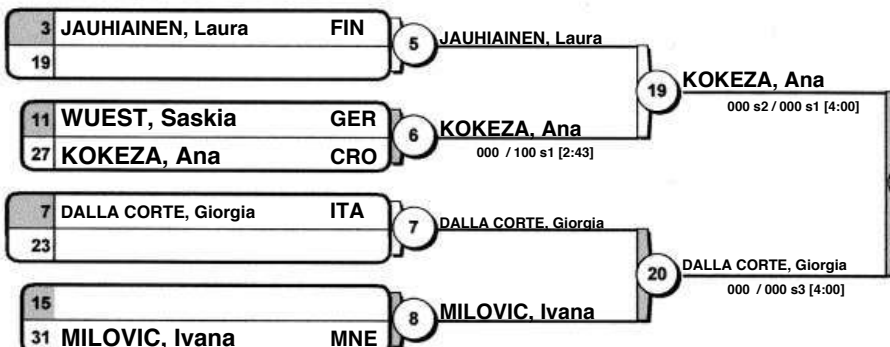 3 JAUHIAINEN, Laura FIN
19
5 JAUHIAINEN, Laura
11 WUEST, Saskia GER
27 KOKEZA, Ana CRO
6 KOKEZA, Ana
000 / 100 s1 [2:43]
19 KOKEZA, Ana
000 s2 / 000 s1 [4:00]
7 DALLA CORTE, Giorgia ITA
23
7 DALLA CORTE, Giorgia
15
31 MILOVIC, Ivana MNE
8 MILOVIC, Ivana
20 DALLA CORTE, Giorgia
000 / 000 s3 [4:00]